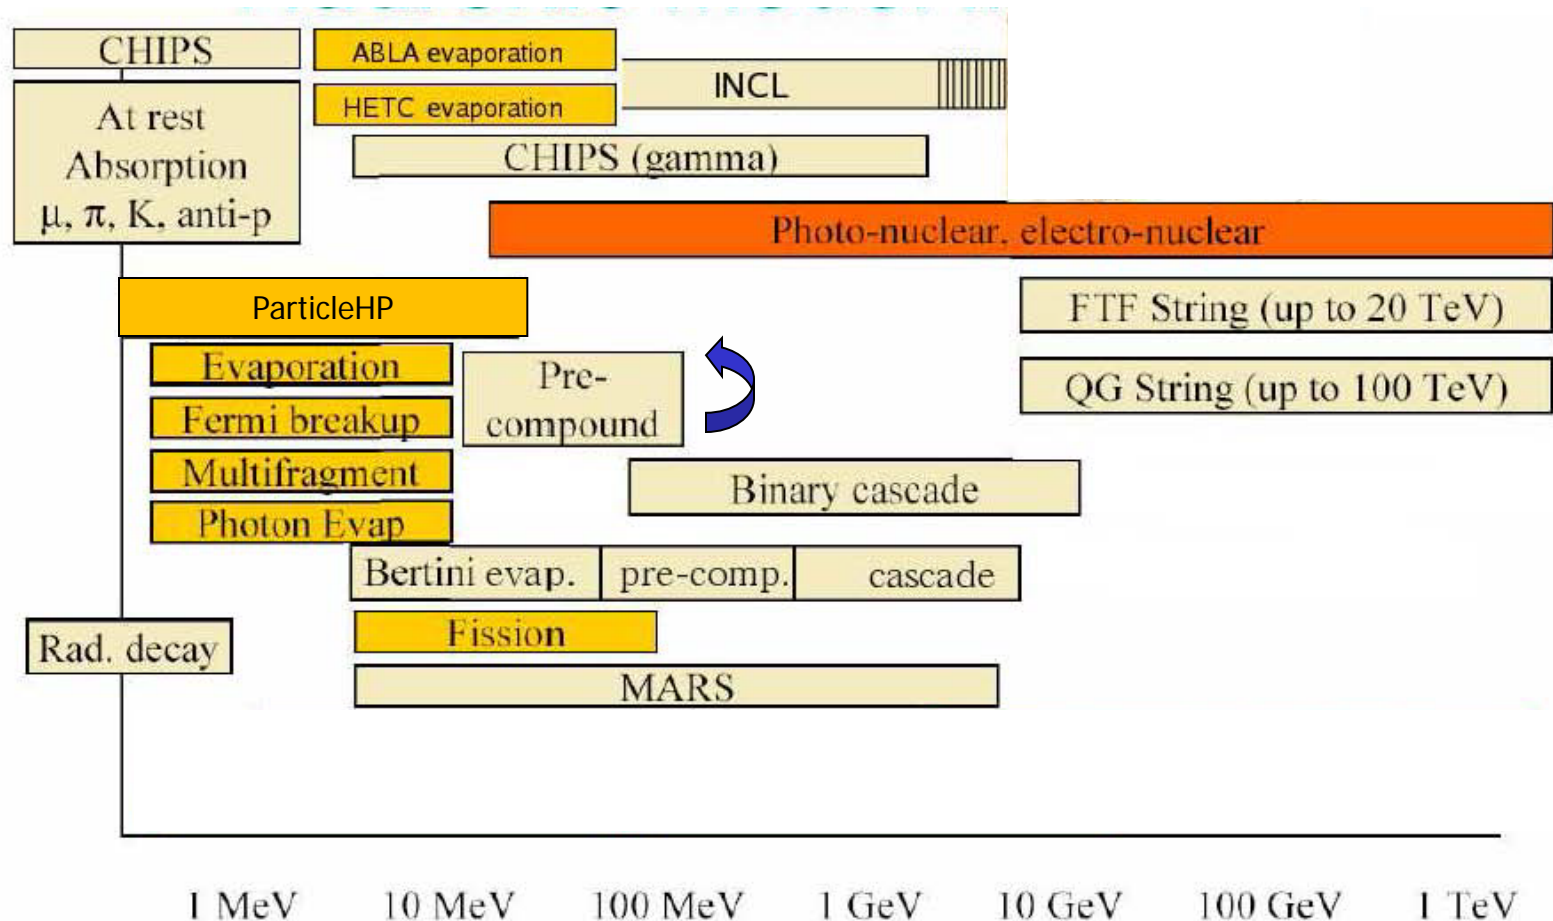 CHIPS
At rest
Absorption
μ, π, K, anti-p
ABLA evaporation
HETC evaporation
INCL
CHIPS (gamma)
Photo-nuclear, electro-nuclear
ParticleHP
FTF String (up to 20 TeV)
QG String (up to 100 TeV)
Evaporation
Fermi breakup
Multifragment
Photon Evap
Pre-
compound
Binary cascade
Bertini evap.
pre-comp.
cascade
Fission
Rad. decay
MARS
1 MeV
10 MeV
100 MeV
1 GeV
10 GeV
100 GeV
1 TeV